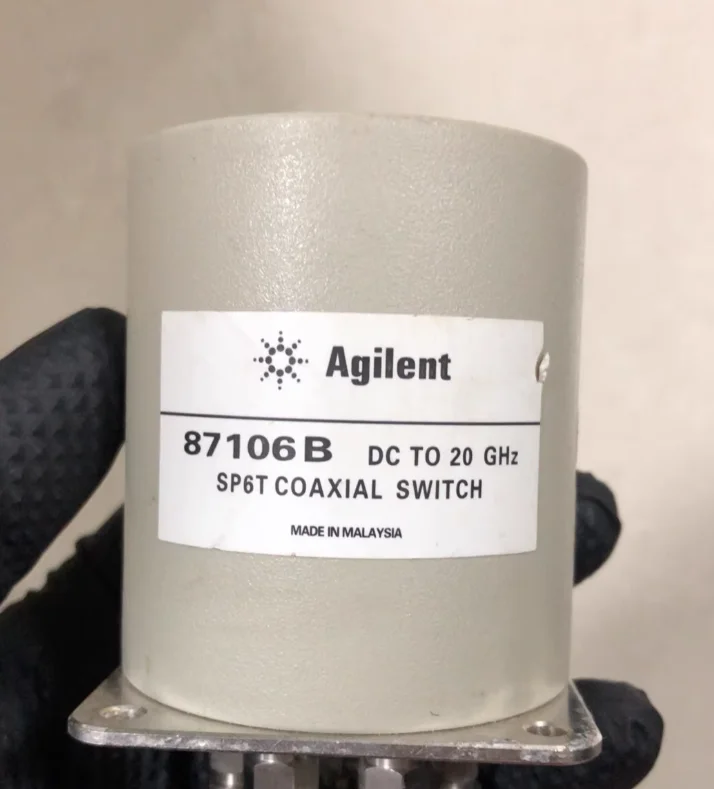 Agilent
87106B DC TO 20 GHz
SP6T COAXIAL SWITCH
MADE IN MALAYSIA